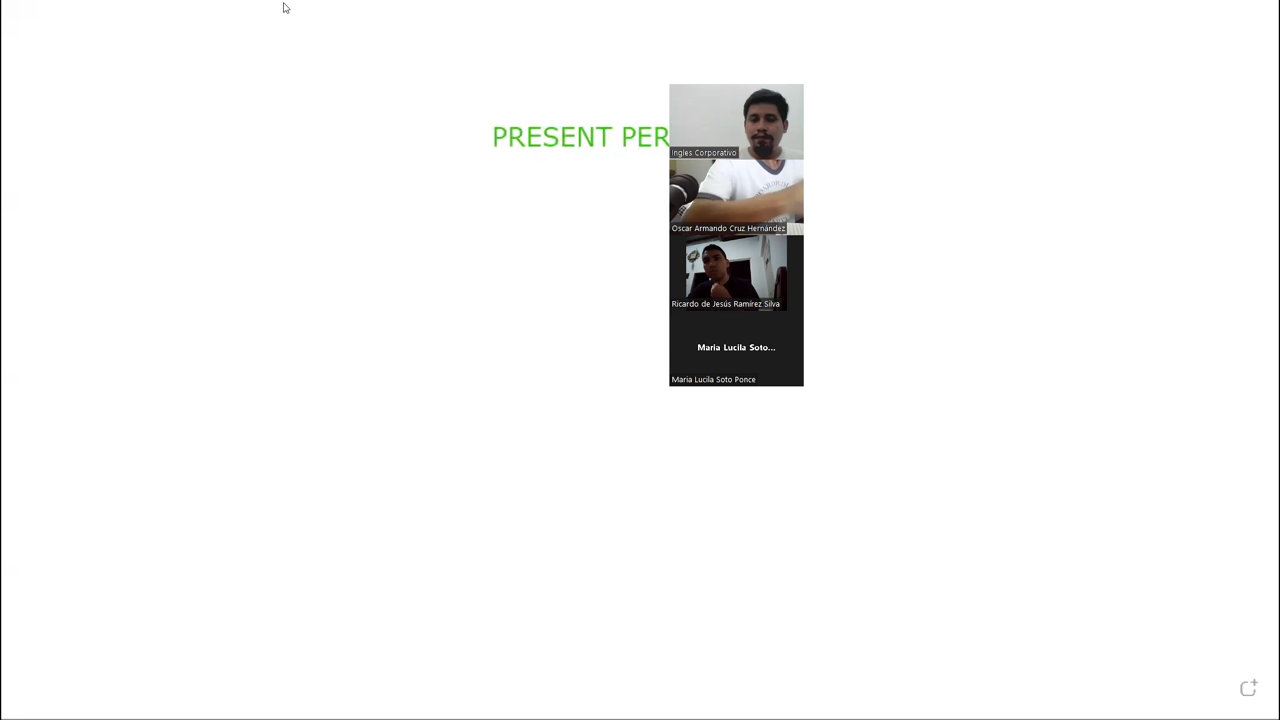 PRESENT PER
Ingles Corporativo
Oscar Armando Cruz Hernández
Ricardo de Jesús Ramírez Silva
Maria Lucila Soto...
Maria Lucila Soto Ponce